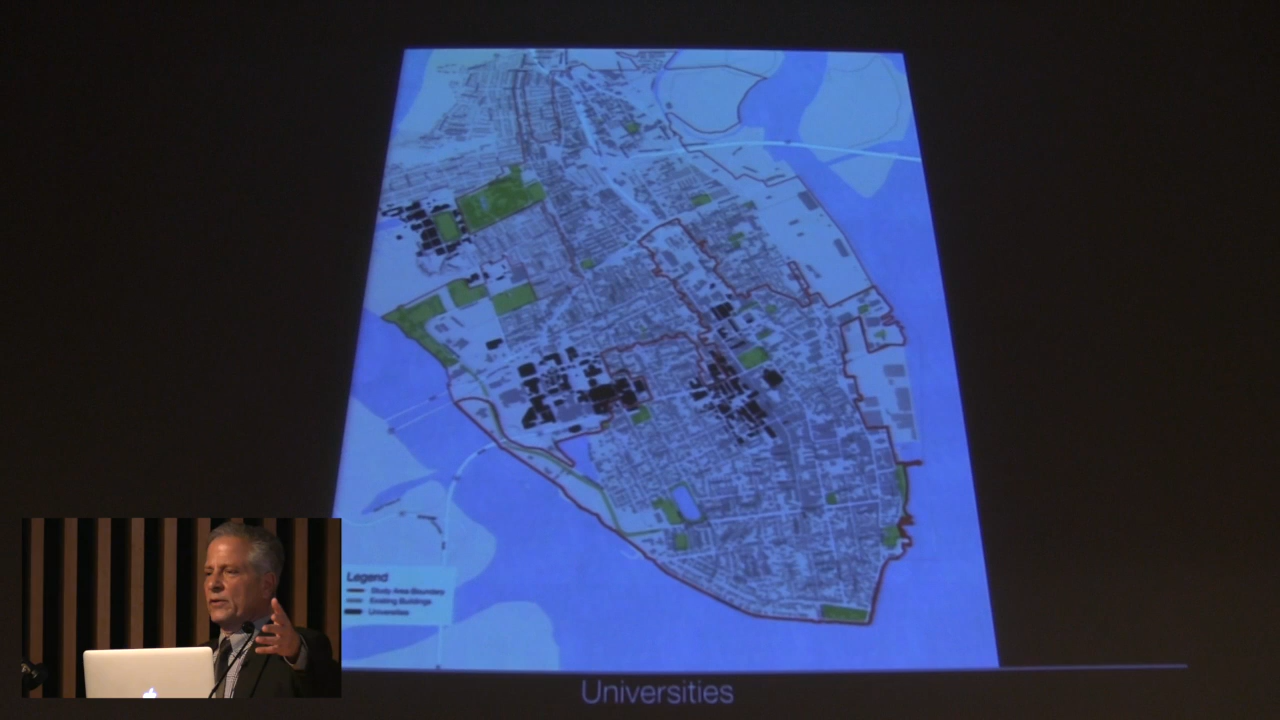 Legend
Study Area Boundary
Existing Buildings
Universities
Universities